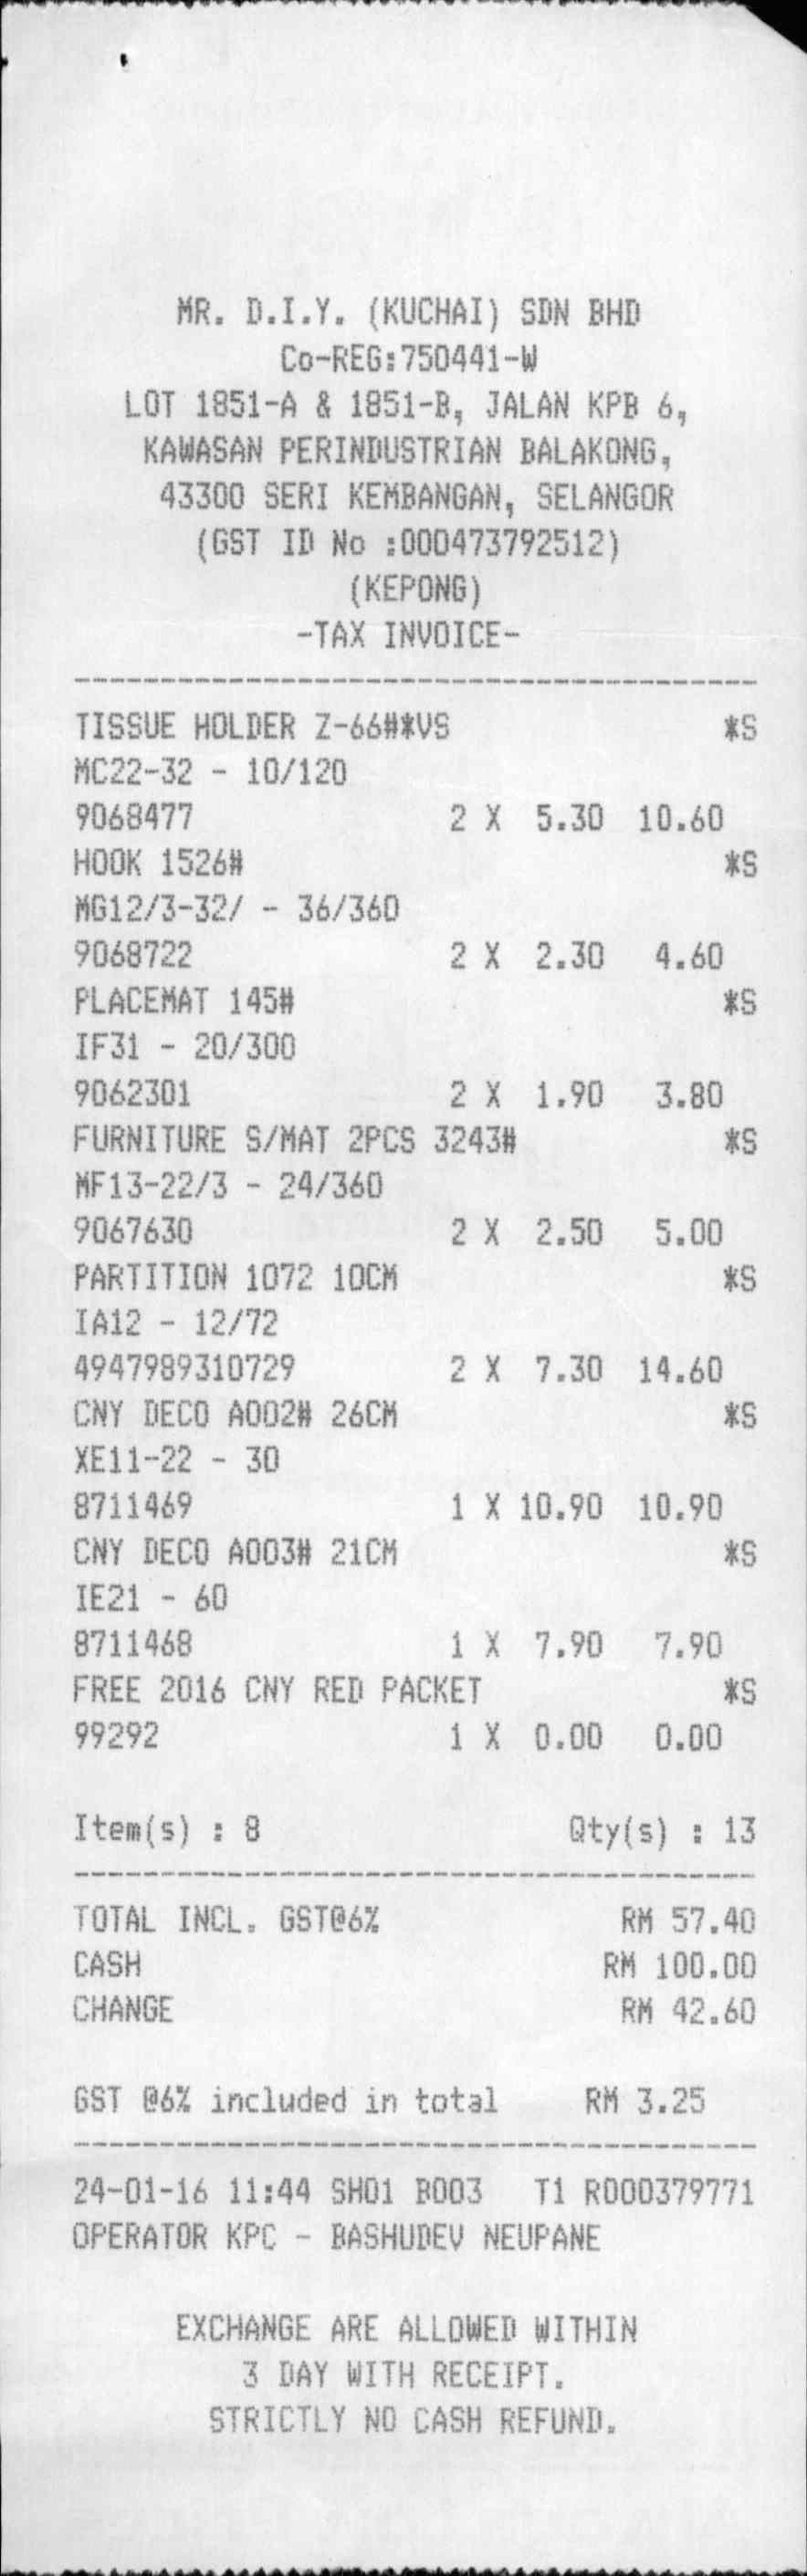 MR. D.I.Y. (KUCHAI) SDN BHD
Co-REG:750441-W
LOT 1851-A & 1851-B, JALAN KPB 6,
KAWASAN PERINDUSTRIAN BALAKONG,
43300 SERI KEMBANGAN, SELANGOR
(GST ID No :000473792512)
(KEPONG)
-TAX INVOICE-
TISSUE HOLDER Z-66#*VS *S
MC22-32 - 10/120
9068477 2 X 5.30 10.60
HOOK 1526# *S
MG12/3-32/ - 36/360
9068722 2 X 2.30 4.60
PLACEMAT 145# *S
IF31 - 20/300
9062301 2 X 1.90 3.80
FURNITURE S/MAT 2PCS 3243# *S
MF13-22/3 - 24/360
9067630 2 X 2.50 5.00
PARTITION 1072 10CM *S
IA12 - 12/72
4947989310729 2 X 7.30 14.60
CNY DECO A002# 26CM *S
XE11-22 - 30
8711469 1 X 10.90 10.90
CNY DECO A003# 21CM *S
IE21 - 60
8711468 1 X 7.90 7.90
FREE 2016 CNY RED PACKET *S
99292 1 X 0.00 0.00
Item(s) : 8 Qty(s) : 13
TOTAL INCL. GST@6% RM 57.40
CASH RM 100.00
CHANGE RM 42.60
GST @6% included in total RM 3.25
24-01-16 11:44 SH01 B003 T1 R000379771
OPERATOR KPC - BASHUDEV NEUPANE
EXCHANGE ARE ALLOWED WITHIN
3 DAY WITH RECEIPT.
STRICTLY NO CASH REFUND.